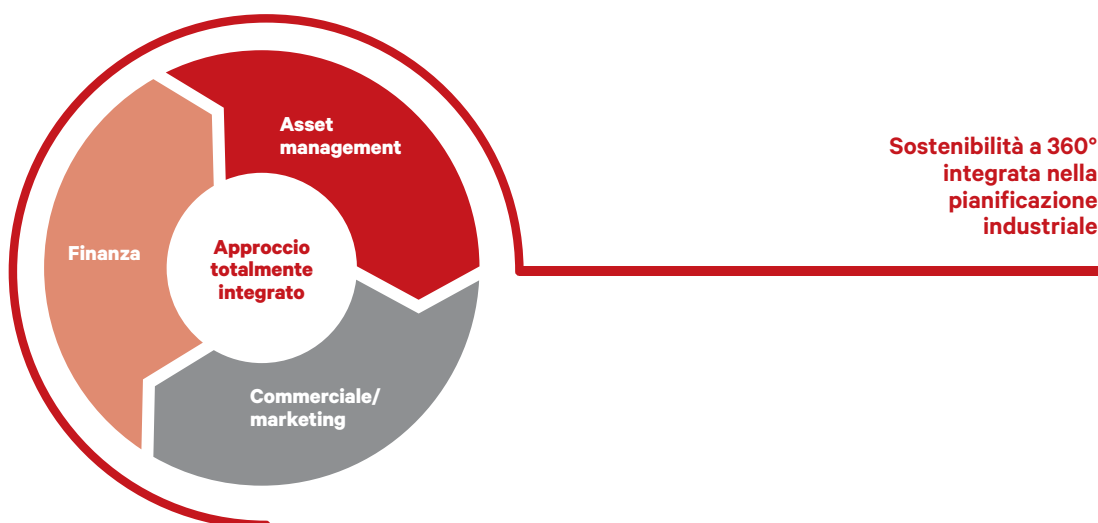 Asset
management
Finanza
Approccio
totalmente
integrato
Commerciale/
marketing
Sostenibilità a 360°
integrata nella
pianificazione
industriale